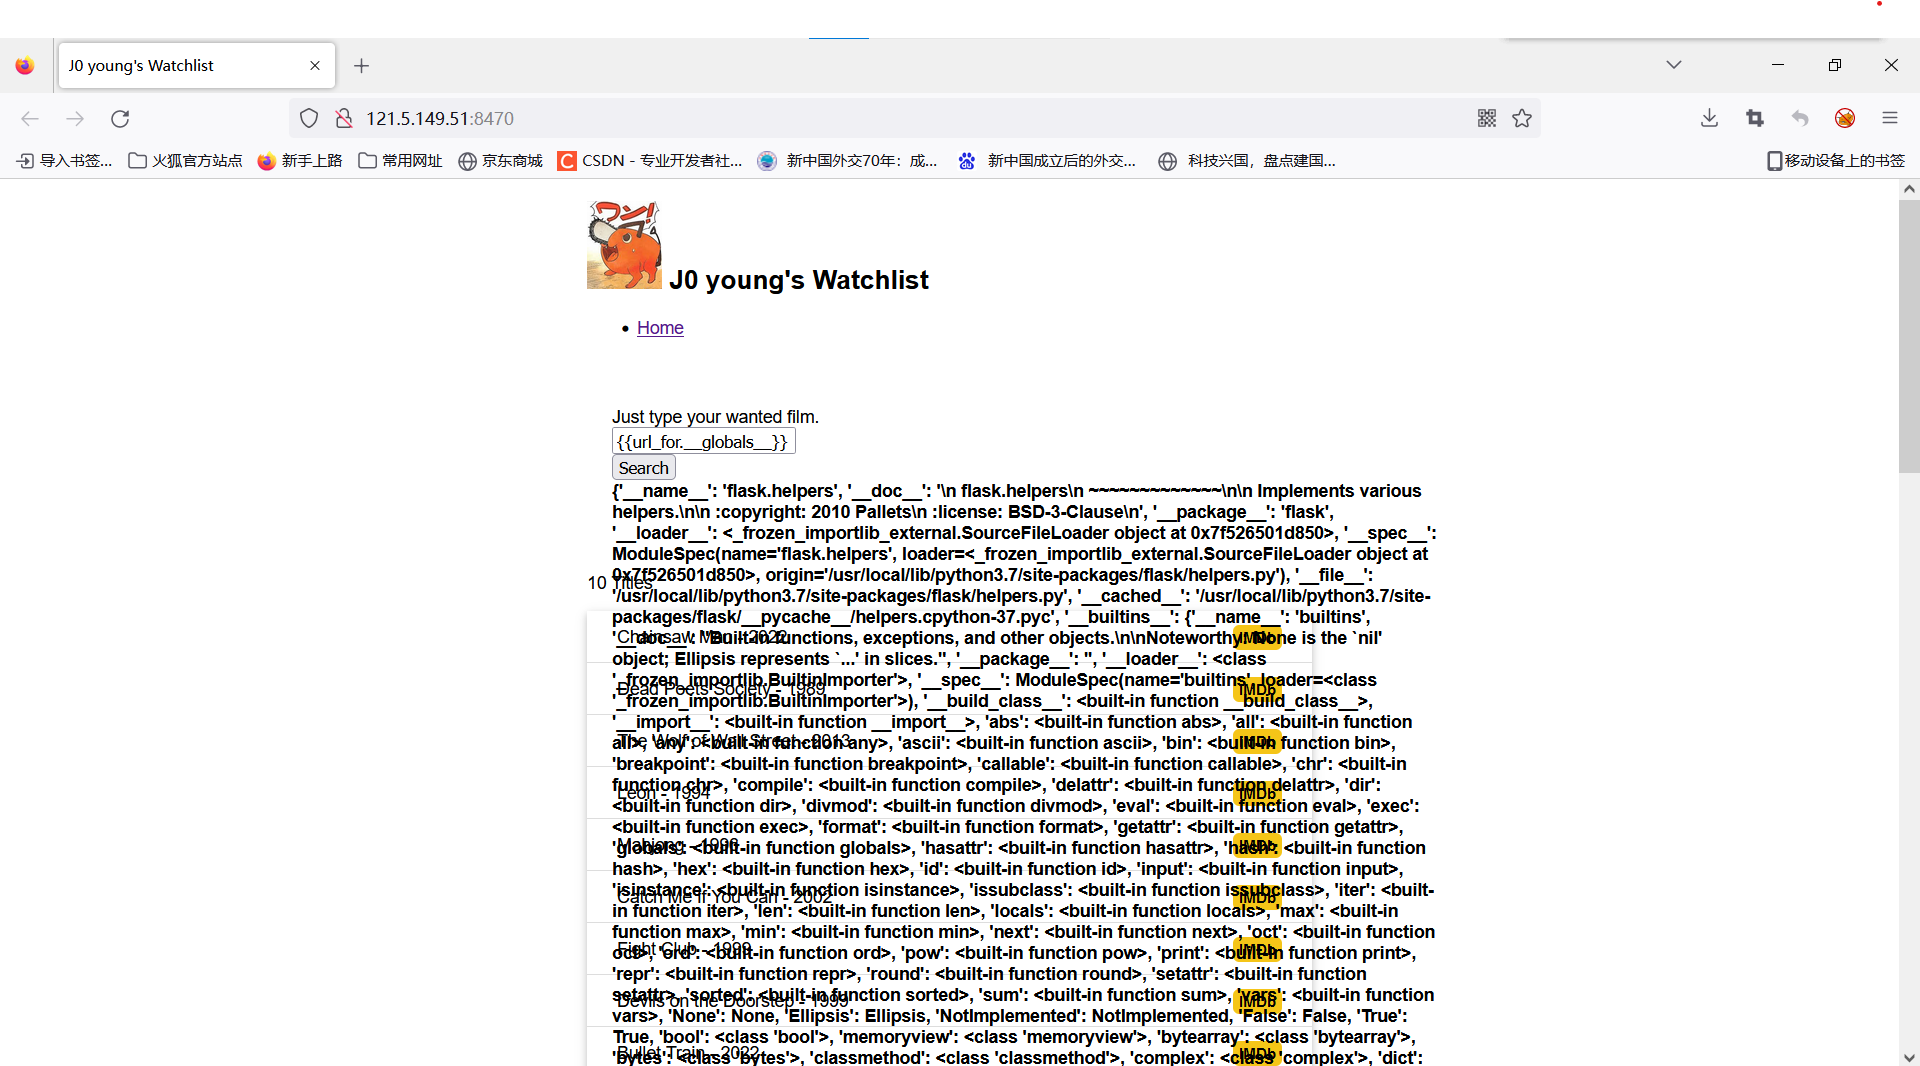 J0 young's Watchlist
121.5.149.51:8470
导入书签... 火狐官方站点 新手上路 常用网址 京东商城 CSDN - 专业开发者社... 新中国外交70年：成... 新中国成立后的外交... 科技兴国，盘点建国... 移动设备上的书签
ワン!
J0 young's Watchlist
Home
Just type your wanted film.
{{url_for.__globals__}}
Search
{'__name__': 'flask.helpers', '__doc__': '\n flask.helpers\n ~~~~~~~~~~~~~\n\n Implements various
helpers.\n\n :copyright: 2010 Pallets\n :license: BSD-3-Clause\n', '__package__': 'flask',
'__loader__': <_frozen_importlib_external.SourceFileLoader object at 0x7f526501d850>, '__spec__':
ModuleSpec(name='flask.helpers', loader=<_frozen_importlib_external.SourceFileLoader object at
0x7f526501d850>, origin='/usr/local/lib/python3.7/site-packages/flask/helpers.py'), '__file__':
10 Titles
'/usr/local/lib/python3.7/site-packages/flask/helpers.py', '__cached__': '/usr/local/lib/python3.7/site-
packages/flask/__pycache__/helpers.cpython-37.pyc', '__builtins__': {'__name__': 'builtins',
'__doc__': "Built-in functions, exceptions, and other objects.\n\nNoteworthy: None is the `nil'
Chainsaw Man - 2022 IMDb
object; Ellipsis represents `...' in slices.", '__package__': '', '__loader__': <class
'_frozen_importlib.BuiltinImporter'>, '__spec__': ModuleSpec(name='builtins', loader=<class
Dead Poets Society - 1989 IMDb
'_frozen_importlib.BuiltinImporter'>), '__build_class__': <built-in function __build_class__>,
'__import__': <built-in function __import__>, 'abs': <built-in function abs>, 'all': <built-in function
all>, 'any': <built-in function any>, 'ascii': <built-in function ascii>, 'bin': <built-in function bin>,
The Wolf of Wall Street - 2013 IMDb
'breakpoint': <built-in function breakpoint>, 'callable': <built-in function callable>, 'chr': <built-in
function chr>, 'compile': <built-in function compile>, 'delattr': <built-in function delattr>, 'dir':
Leon - 1994 IMDb
<built-in function dir>, 'divmod': <built-in function divmod>, 'eval': <built-in function eval>, 'exec':
<built-in function exec>, 'format': <built-in function format>, 'getattr': <built-in function getattr>,
'globals': <built-in function globals>, 'hasattr': <built-in function hasattr>, 'hash': <built-in function
Mahjong - 1996 IMDb
hash>, 'hex': <built-in function hex>, 'id': <built-in function id>, 'input': <built-in function input>,
'isinstance': <built-in function isinstance>, 'issubclass': <built-in function issubclass>, 'iter': <built-
Catch Me If You Can - 2002 IMDb
in function iter>, 'len': <built-in function len>, 'locals': <built-in function locals>, 'max': <built-in
function max>, 'min': <built-in function min>, 'next': <built-in function next>, 'oct': <built-in function
oct>, 'ord': <built-in function ord>, 'pow': <built-in function pow>, 'print': <built-in function print>,
Fight Club - 1999 IMDb
'repr': <built-in function repr>, 'round': <built-in function round>, 'setattr': <built-in function
setattr>, 'sorted': <built-in function sorted>, 'sum': <built-in function sum>, 'vars': <built-in function
Devils on the Doorstep - 1999 IMDb
vars>, 'None': None, 'Ellipsis': Ellipsis, 'NotImplemented': NotImplemented, 'False': False, 'True':
True, 'bool': <class 'bool'>, 'memoryview': <class 'memoryview'>, 'bytearray': <class 'bytearray'>,
'bytes': <class 'bytes'>, 'classmethod': <class 'classmethod'>, 'complex': <class 'complex'>, 'dict':
Bullet Train - 2022 IMDb